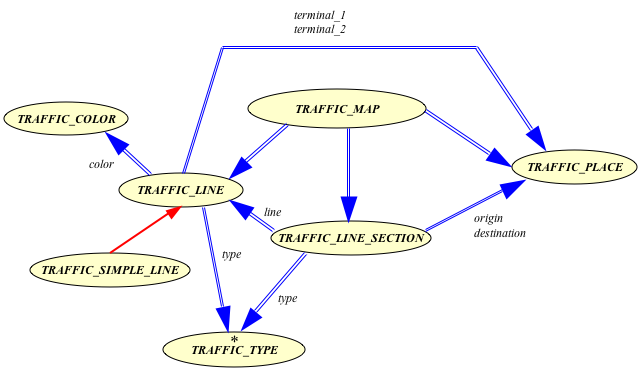 terminal_1
terminal_2
TRAFFIC_COLOR
TRAFFIC_MAP
color
TRAFFIC_PLACE
TRAFFIC_LINE
line
origin
destination
TRAFFIC_LINE_SECTION
type
TRAFFIC_SIMPLE_LINE
type
*
TRAFFIC_TYPE